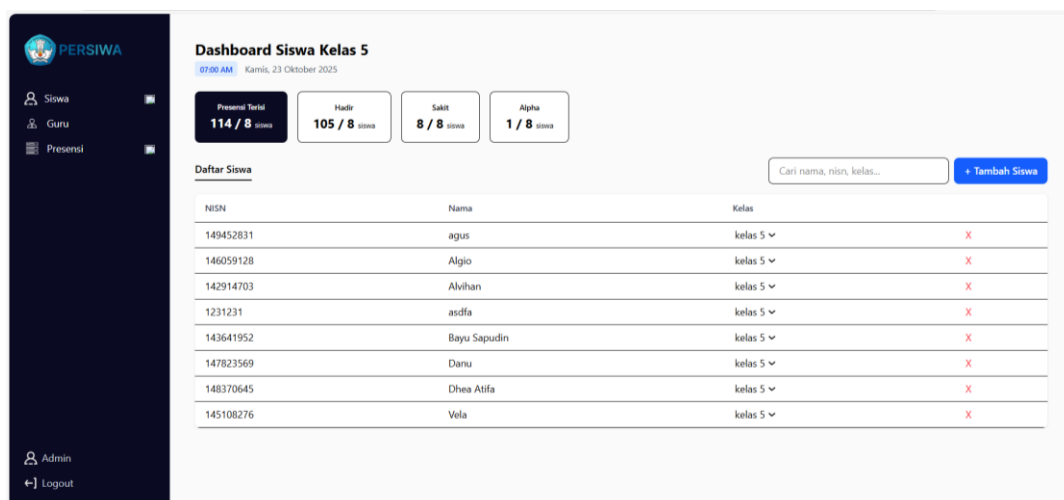 PERSIWA
Siswa
Guru
Presensi
Admin
Logout
Dashboard Siswa Kelas 5
07:00 AM Kamis, 23 Oktober 2025
Presensi Terisi
114 / 8 siswa
Hadir
105 / 8 siswa
Sakit
8 / 8 siswa
Alpha
1 / 8 siswa
Daftar Siswa
Cari nama, nisn, kelas...
+ Tambah Siswa
NISN Nama Kelas
149452831 agus kelas 5 X
146059128 Algio kelas 5 X
142914703 Alvihan kelas 5 X
1231231 asdfa kelas 5 X
143641952 Bayu Sapudin kelas 5 X
147823569 Danu kelas 5 X
148370645 Dhea Atifa kelas 5 X
145108276 Vela kelas 5 X